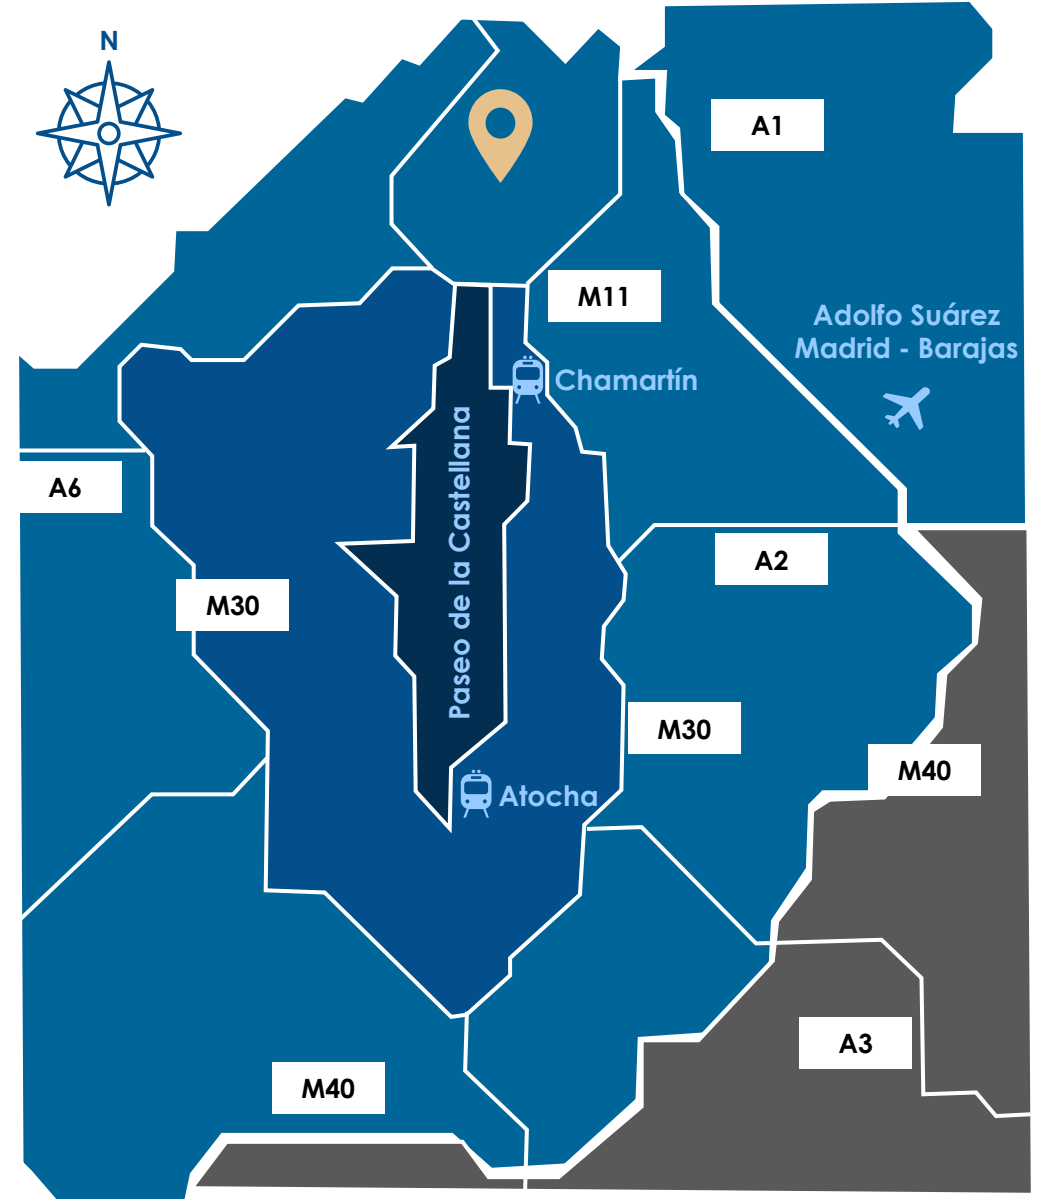 N
A1
M11
Adolfo Suárez
Madrid - Barajas
Chamartín
Paseo de la Castellana
A6
A2
M30
M30
M40
Atocha
A3
M40